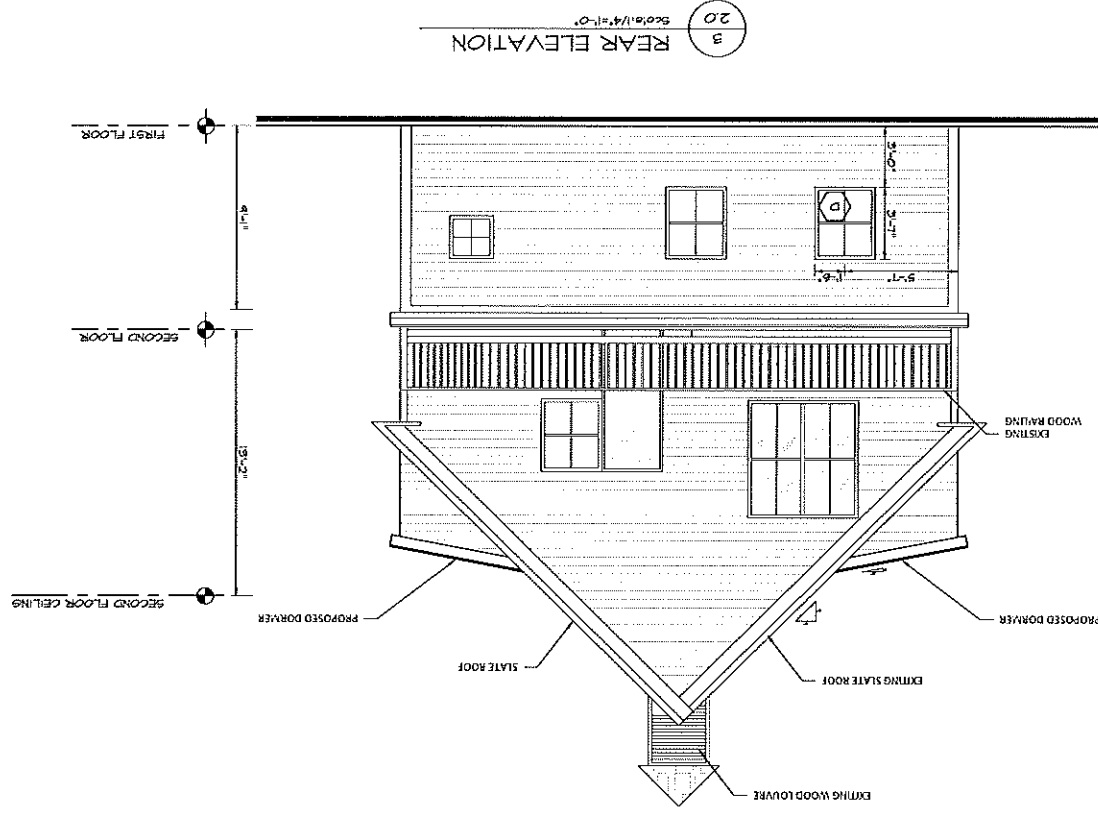 EXITING WOOD LOUVRE
EXITING SLATE ROOF
SLATE ROOF
PROPOSED DORMER
PROPOSED DORMER
SECOND FLOOR CEILING
13'-2"
EXISTING
WOOD RAILING
SECOND FLOOR
5'-7"
1'-6"
3'-7"
D
3'-0"
9'-1"
FIRST FLOOR
3
2.0
REAR ELEVATION
Scale:1/4"=1'-0"